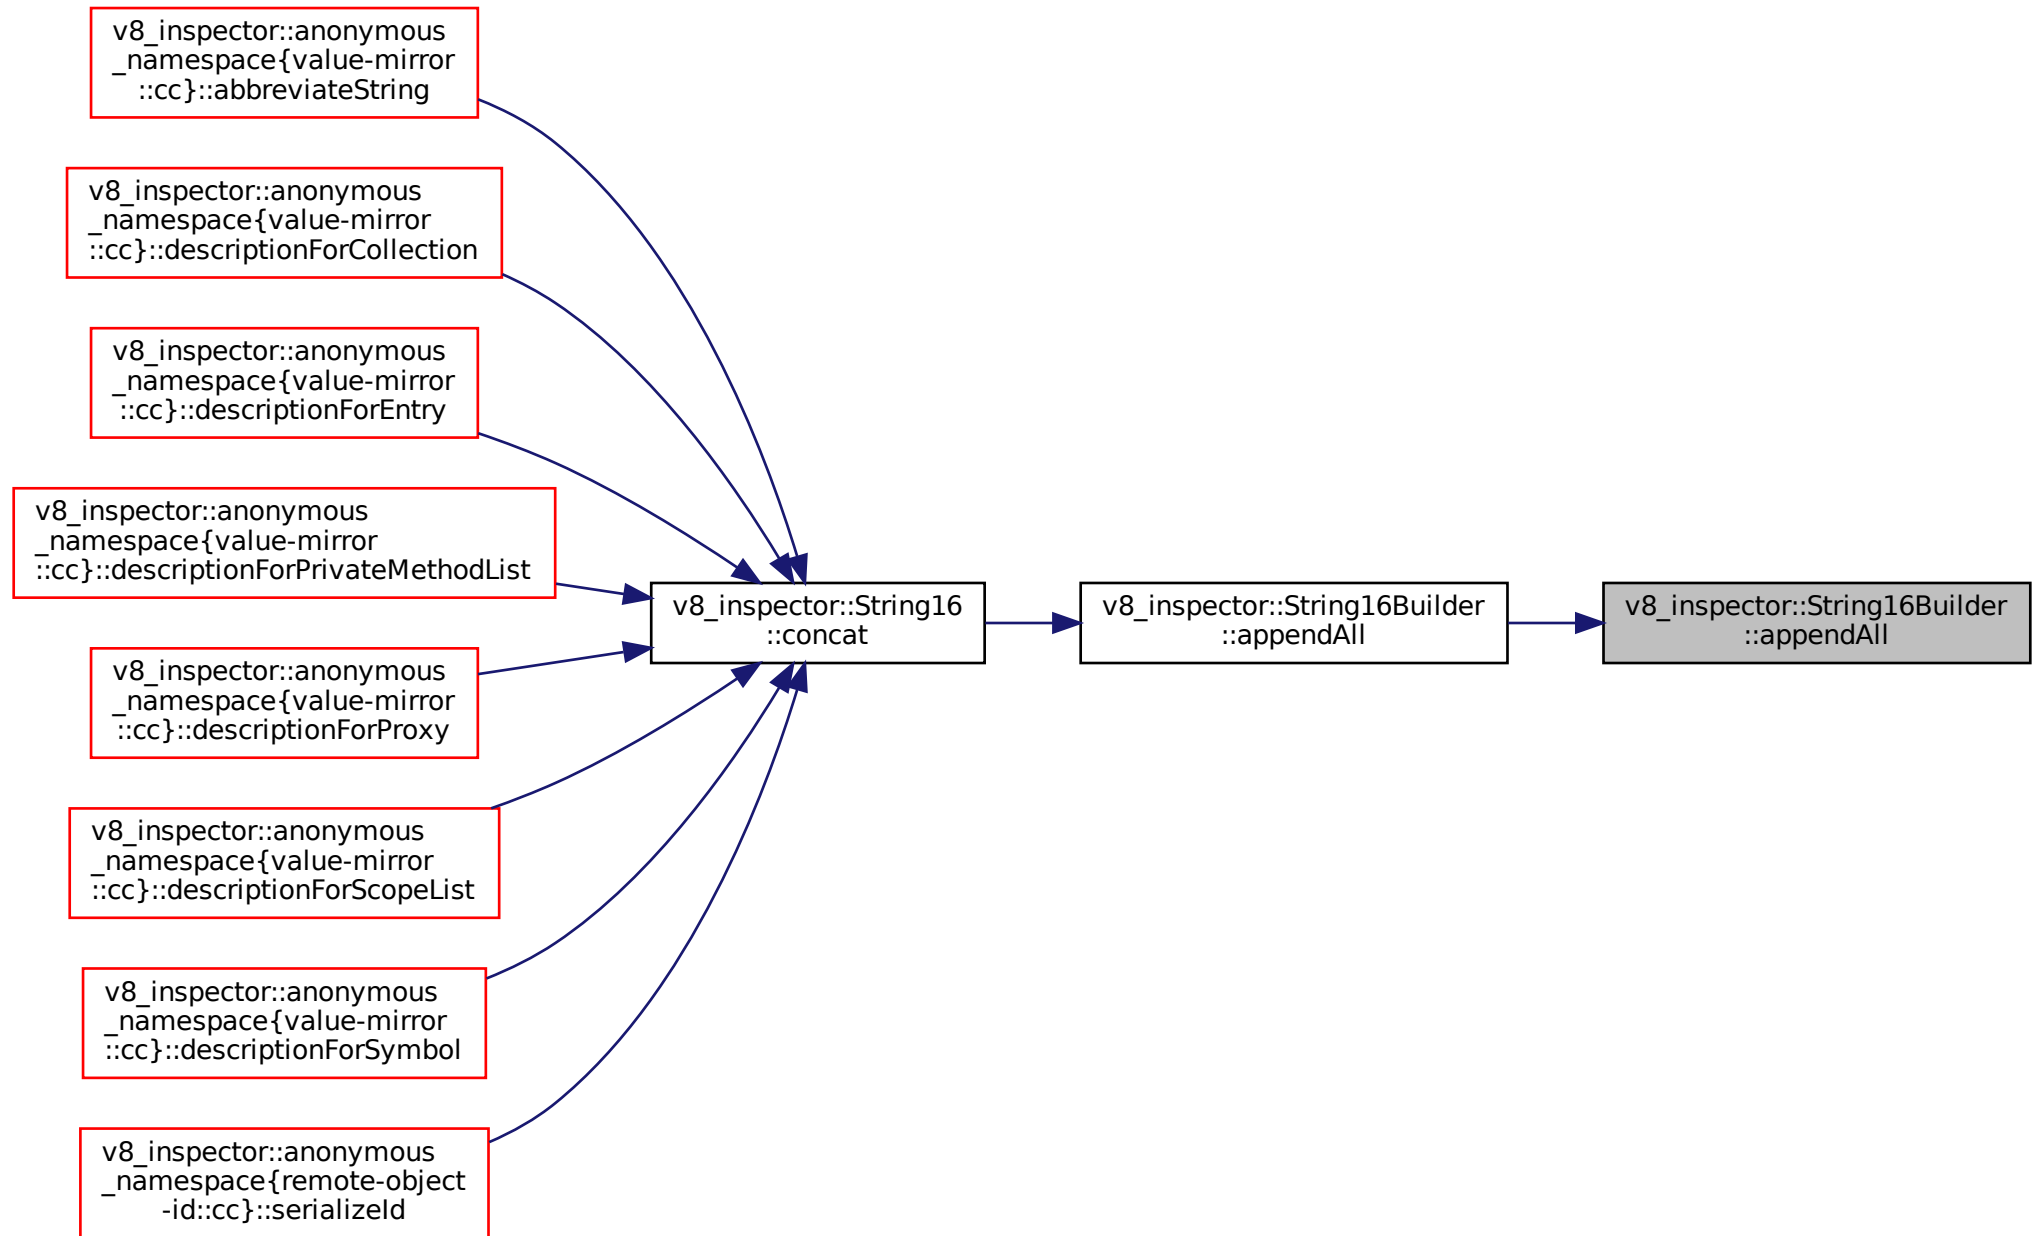 v8_inspector::anonymous
_namespace{value-mirror
::cc}::abbreviateString
v8_inspector::anonymous
_namespace{value-mirror
::cc}::descriptionForCollection
v8_inspector::anonymous
_namespace{value-mirror
::cc}::descriptionForEntry
v8_inspector::anonymous
_namespace{value-mirror
::cc}::descriptionForPrivateMethodList
v8_inspector::String16
::concat
v8_inspector::String16Builder
::appendAll
v8_inspector::String16Builder
::appendAll
v8_inspector::anonymous
_namespace{value-mirror
::cc}::descriptionForProxy
v8_inspector::anonymous
_namespace{value-mirror
::cc}::descriptionForScopeList
v8_inspector::anonymous
_namespace{value-mirror
::cc}::descriptionForSymbol
v8_inspector::anonymous
_namespace{remote-object
-id::cc}::serializeId